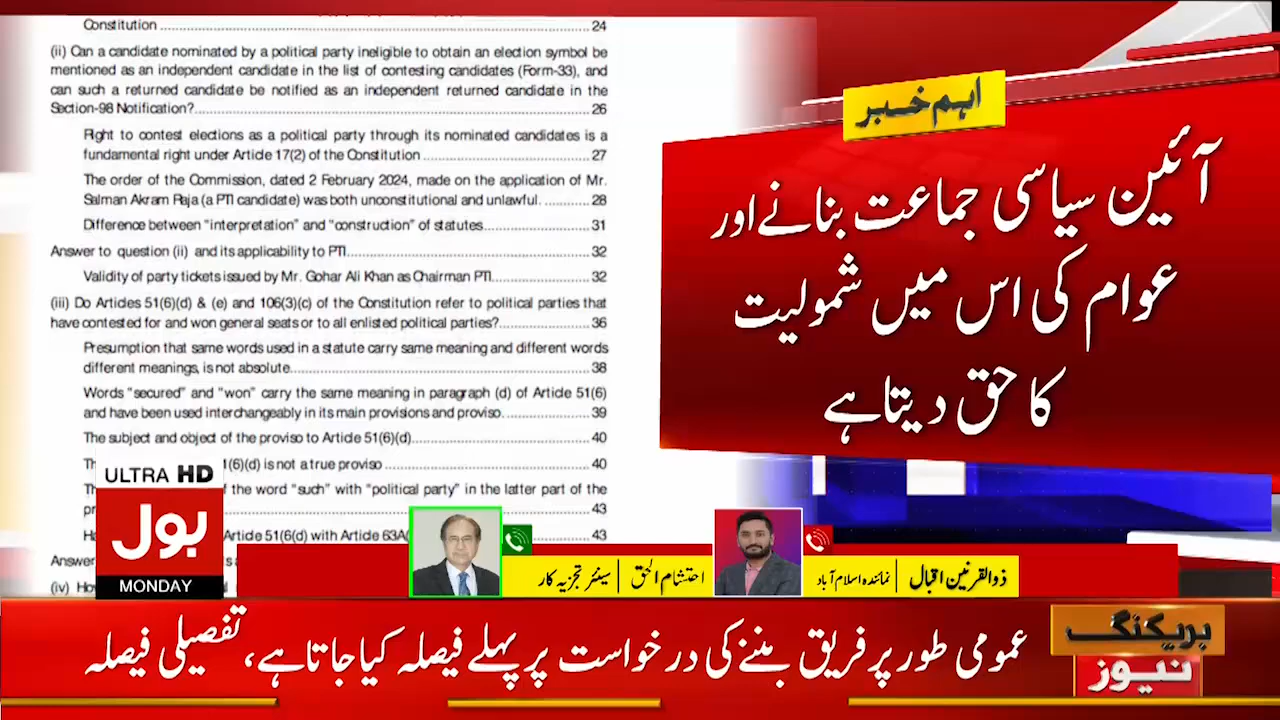 Constitution ........ 24
(ii) Can a candidate nominated by a political party ineligible to obtain an election symbol be
mentioned as an independent candidate in the list of contesting candidates (Form-33), and
can such a returned candidate be notified as an independent returned candidate in the
Section-98 Notification?........ 26
Right to contest elections as a political party through its nominated candidates is a
fundamental right under Article 17(2) of the Constitution ........ 27
The order of the Commission, dated 2 February 2024, made on the application of Mr.
Salman Akram Raja (a PTI candidate) was both unconstitutional and unlawful. ........ 28
Difference between "interpretation" and "construction" of statutes........ 31
Answer to question (ii) and its applicability to PTI........ 32
Validity of party tickets issued by Mr. Gohar Ali Khan as Chairman PTI........ 32
(iii) Do Articles 51(6)(d) & (e) and 106(3)(c) of the Constitution refer to political parties that
have contested for and won general seats or to all enlisted political parties?........ 36
Presumption that same words used in a statute carry same meaning and different words
different meanings, is not absolute........ 38
Words "secured" and "won" carry the same meaning in paragraph (d) of Article 51(6)
and have been used interchangeably in its main provisions and proviso. ........ 39
The subject and object of the proviso to Article 51(6)(d)........ 40
Th 1(6)(d) is not a true proviso ........ 40
Th f the word "such" with "political party" in the latter part of the
pr ........ 43
Ha Article 51(6)(d) with Article 63A( ........ 43
Answer
(iv) Ho
اہم خبر
آئین سیاسی جماعت بنانے اور
عوام کی اس میں شمولیت
کا حق دیتا ہے
ULTRA HD
بول
MONDAY
ذوالقرنین اقبال
نمائندہ اسلام آباد
احتشام الحق
سینئر تجزیہ کار
بریکنگ
نیوز
عمومی طور پر فریق بننے کی درخواست پر پہلے فیصلہ کیا جاتا ہے، تفصیلی فیصلہ